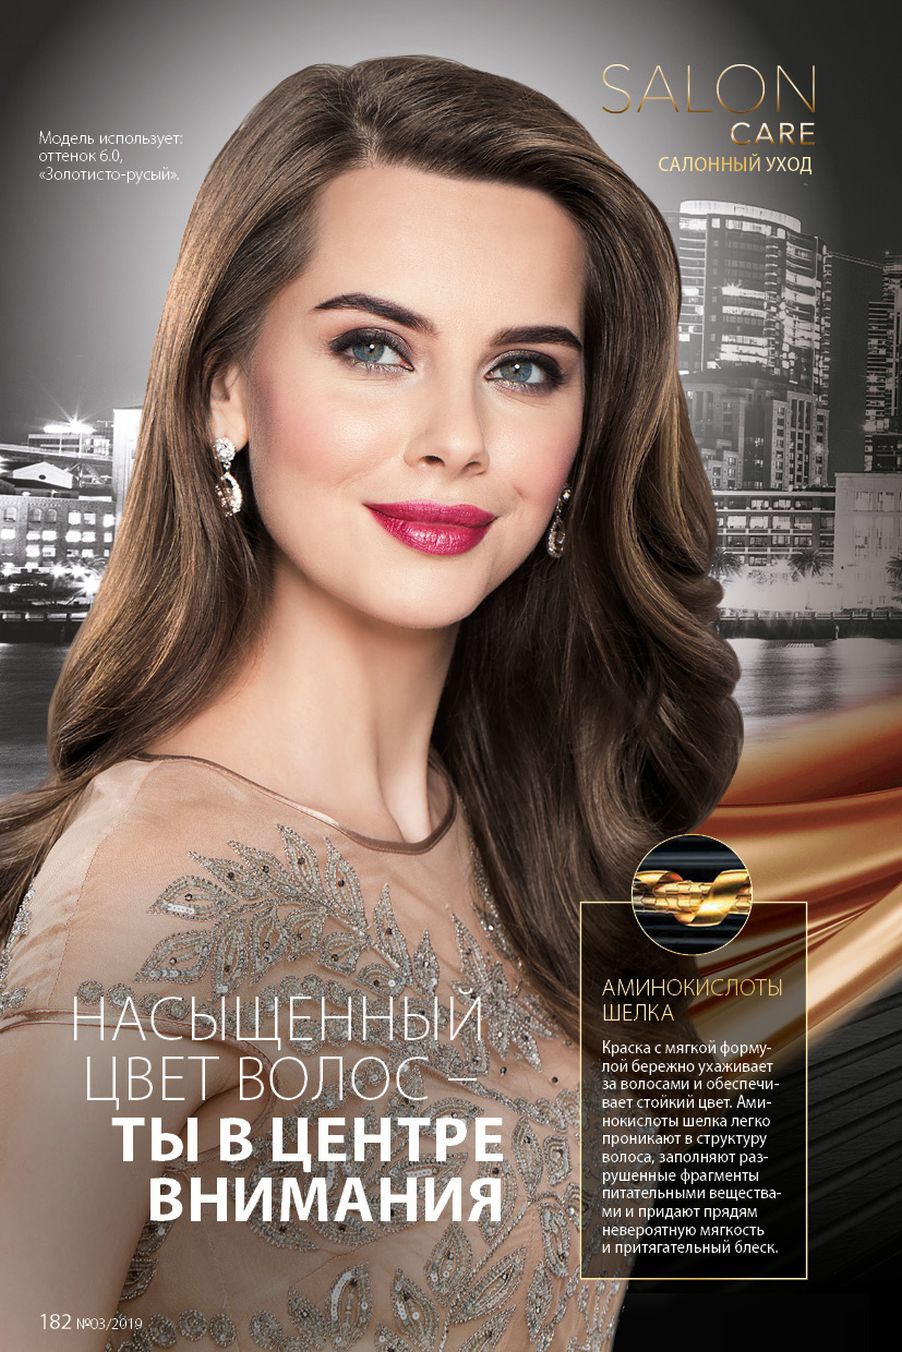 SALON
CARE
САЛОННЫЙ УХОД
Модель использует:
оттенок 6.0,
«Золотисто-русый».
НАСЫЩЕННЫЙ
ЦВЕТ ВОЛОС –
ТЫ В ЦЕНТРЕ
ВНИМАНИЯ
АМИНОКИСЛОТЫ
ШЕЛКА
Краска с мягкой форму-
лой бережно ухаживает
за волосами и обеспечи-
вает стойкий цвет. Ами-
нокислоты шелка легко
проникают в структуру
волоса, заполняют раз-
рушенные фрагменты
питательными вещества-
ми и придают прядям
невероятную мягкость
и притягательный блеск.
182 №03/2019